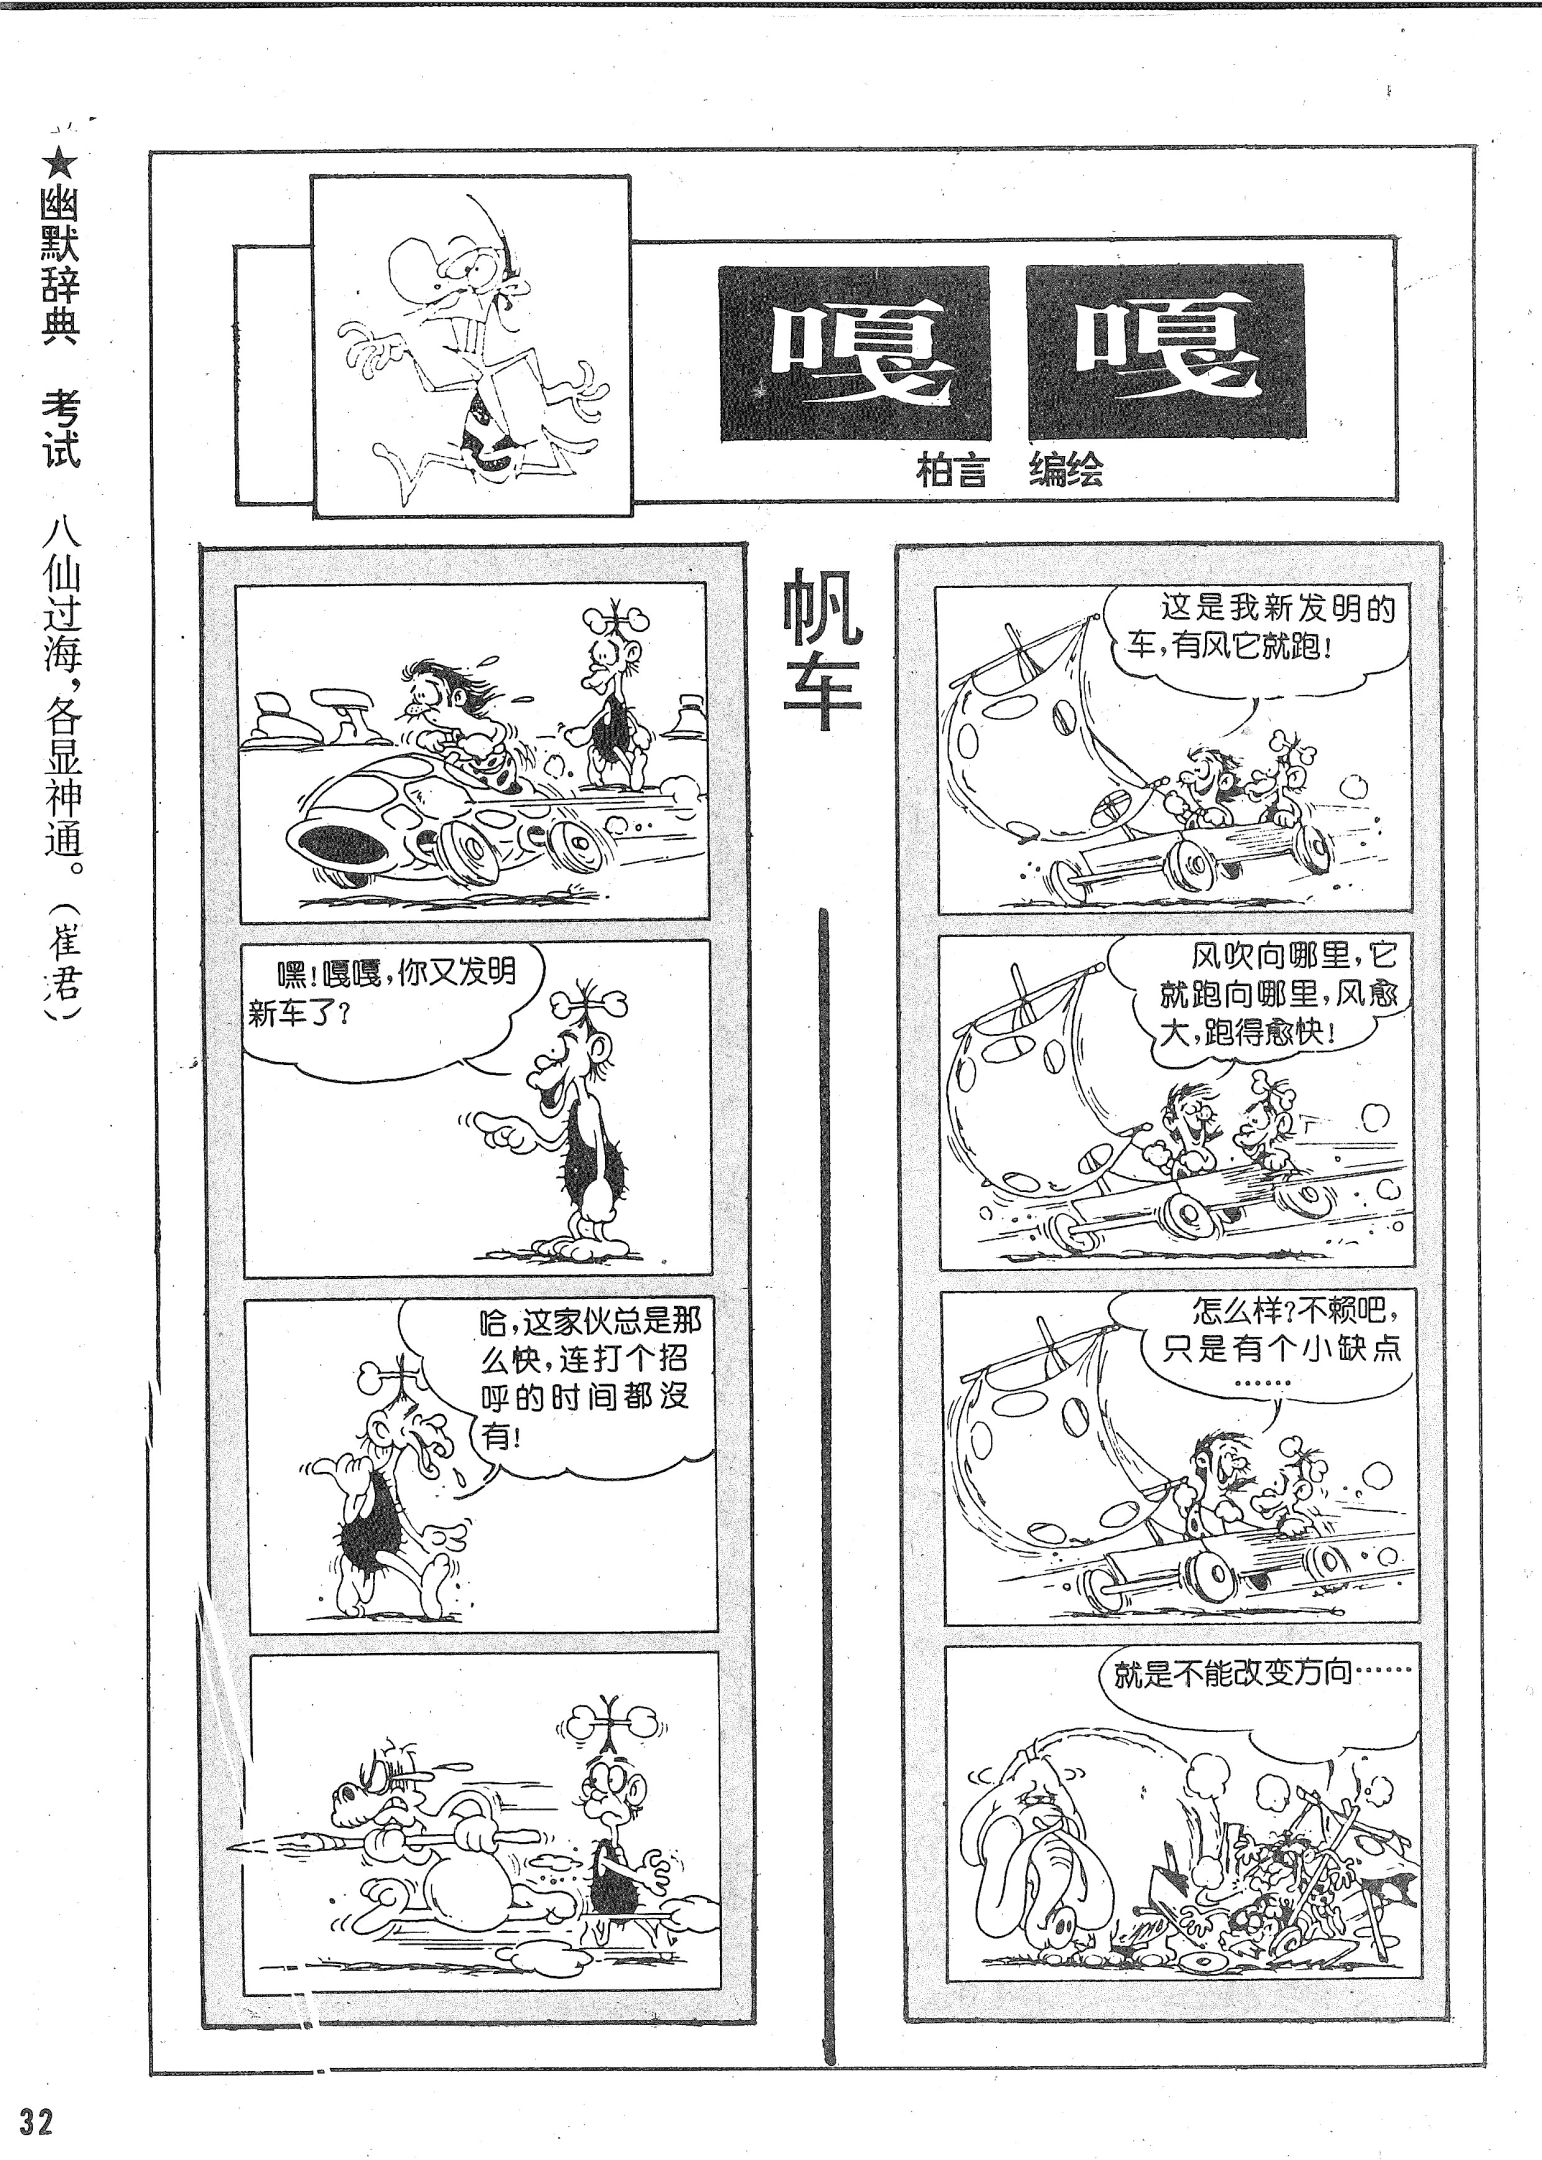 ★幽默辞典 考试 八仙过海，各显神通。（崔君）
嘎嘎
柏言 编绘
帆车
嘿！嘎嘎，你又发明
新车了？
哈，这家伙总是那
么快，连打个招
呼的时间都沒
有！
这是我新发明的
车，有风它就跑！
风吹向哪里，它
就跑向哪里，风愈
大，跑得愈快！
怎么样？不赖吧，
只是有个小缺点
……
就是不能改变方向……
32